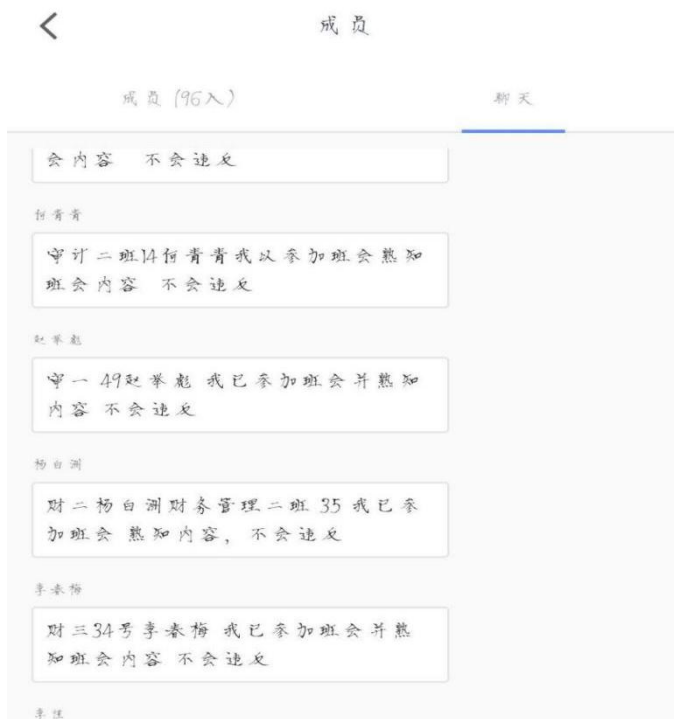 成员
成员(96人)
聊天
会内容 不会违反
何青青
审计二班14何青青我以参加班会熟知
班会内容 不会违反
赵举彪
审一 49赵举彪 我已参加班会并熟知
内容 不会违反
杨白洲
财二杨白洲财务管理二班 35 我已参
加班会 熟知内容，不会违反
李春梅
财三34号李春梅 我已参加班会并熟
知班会内容 不会违反